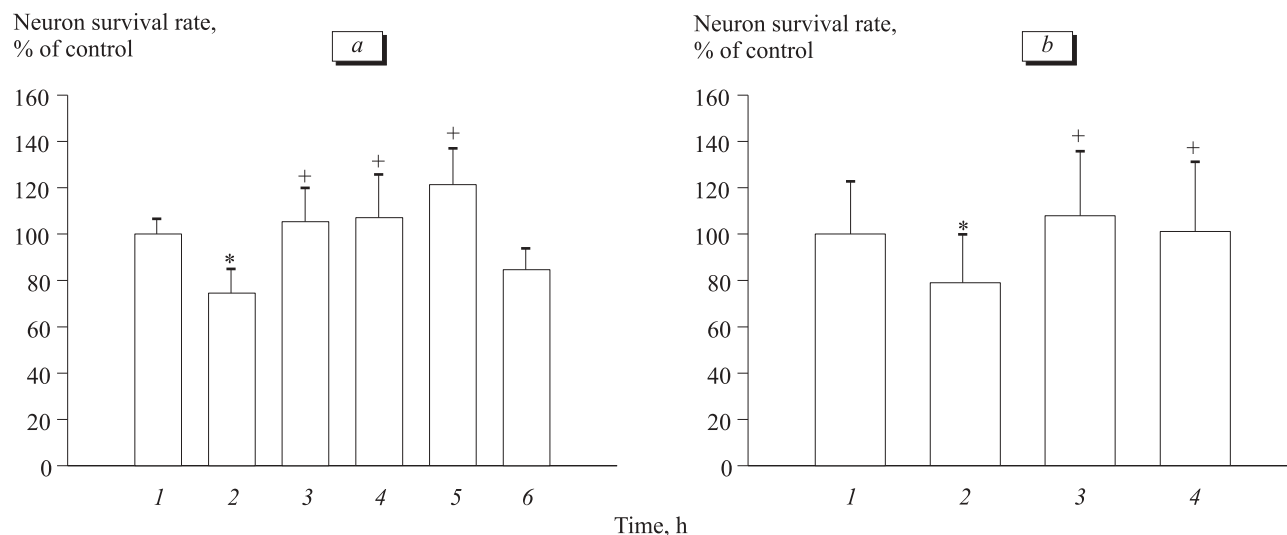 Neuron survival rate,
% of control
a
160
140
120
100
80
60
40
20
0
+
+
+
*
1 2 3 4 5 6
Neuron survival rate,
% of control
b
160
140
120
100
80
60
40
20
0
+
+
*
1 2 3 4
Time, h